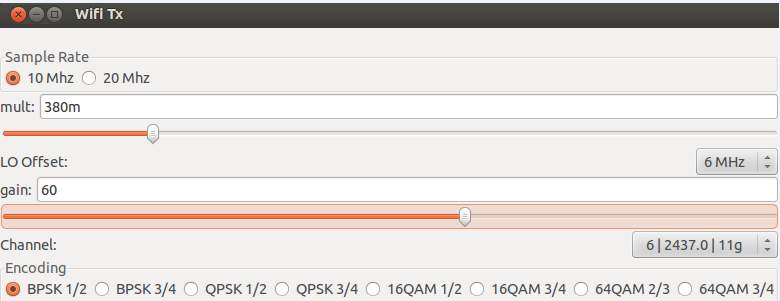 Wifi Tx
Sample Rate
10 Mhz 20 Mhz
mult: 380m
LO Offset: 6 MHz
gain: 60
Channel: 6 | 2437.0 | 11g
Encoding
BPSK 1/2 BPSK 3/4 QPSK 1/2 QPSK 3/4 16QAM 1/2 16QAM 3/4 64QAM 2/3 64QAM 3/4